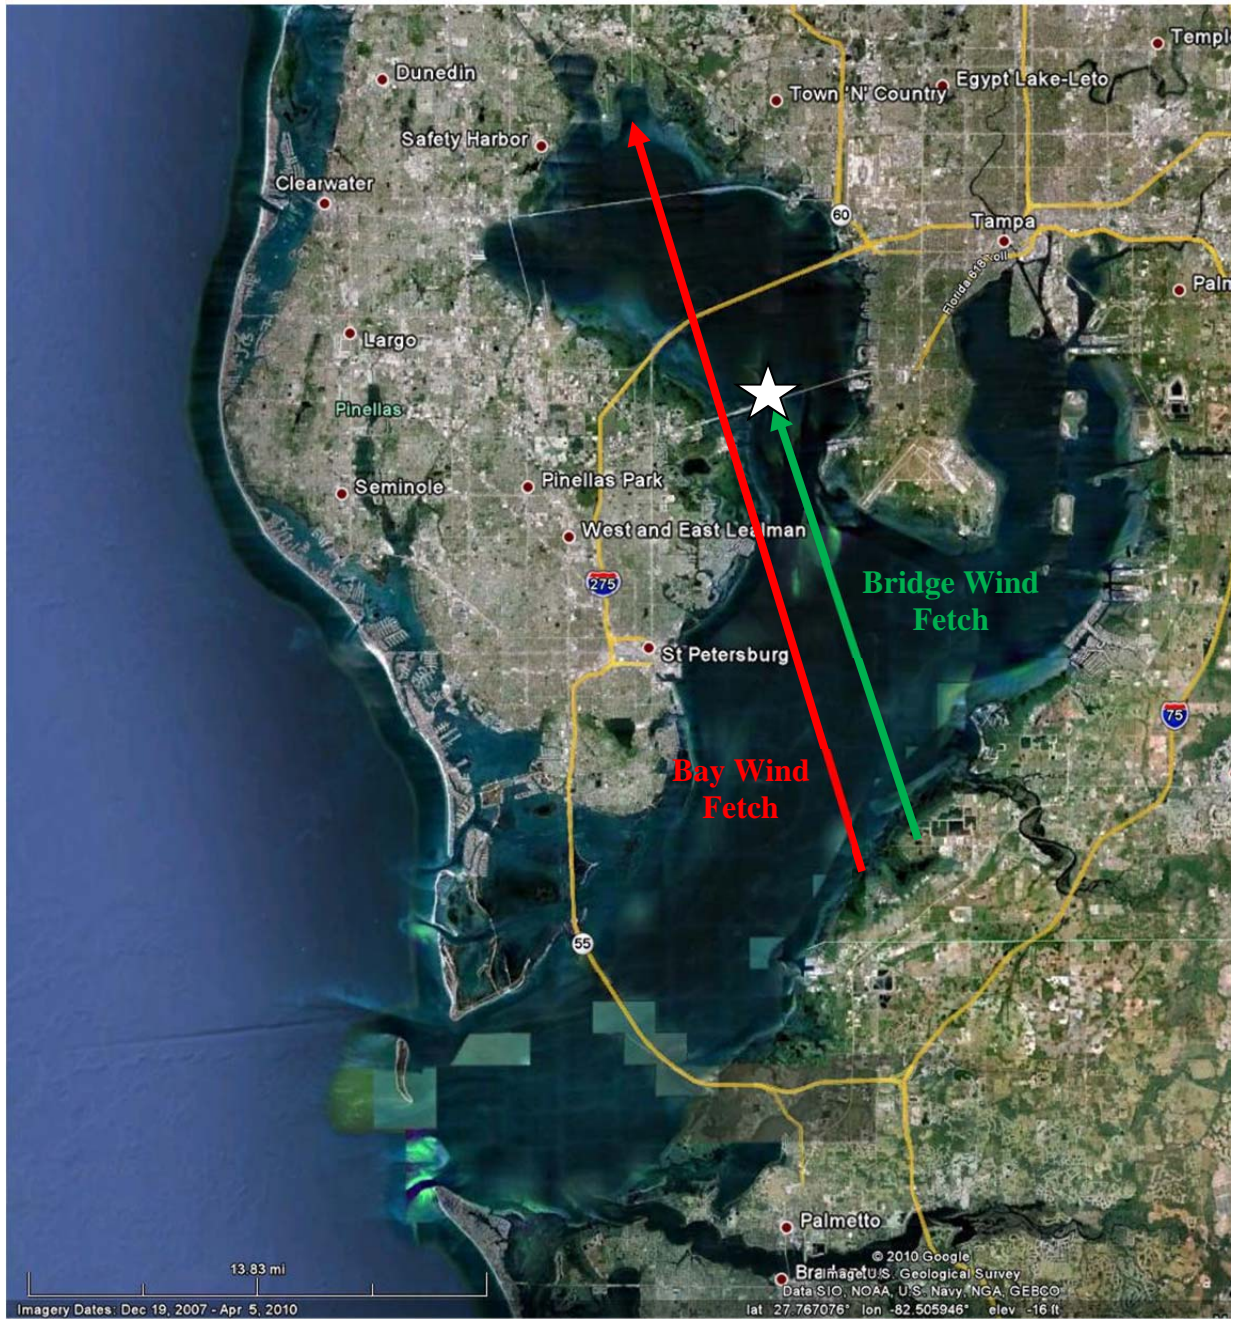 Templ
Dunedin
Egypt Lake-Leto
Town 'N' Country
Safety Harbor
Clearwater
60
Tampa
Florida 618 Toll
Palm
Largo
Pinellas
Seminole
Pinellas Park
West and East Lealman
275
Bridge Wind
Fetch
St Petersburg
75
Bay Wind
Fetch
55
Palmetto
© 2010 Google
Image U.S. Geological Survey
Data SIO, NOAA, U.S. Navy, NGA, GEBCO
13.83 mi
Imagery Dates: Dec 19, 2007 - Apr 5, 2010
lat 27.767076° lon -82.505946° elev -16 ft